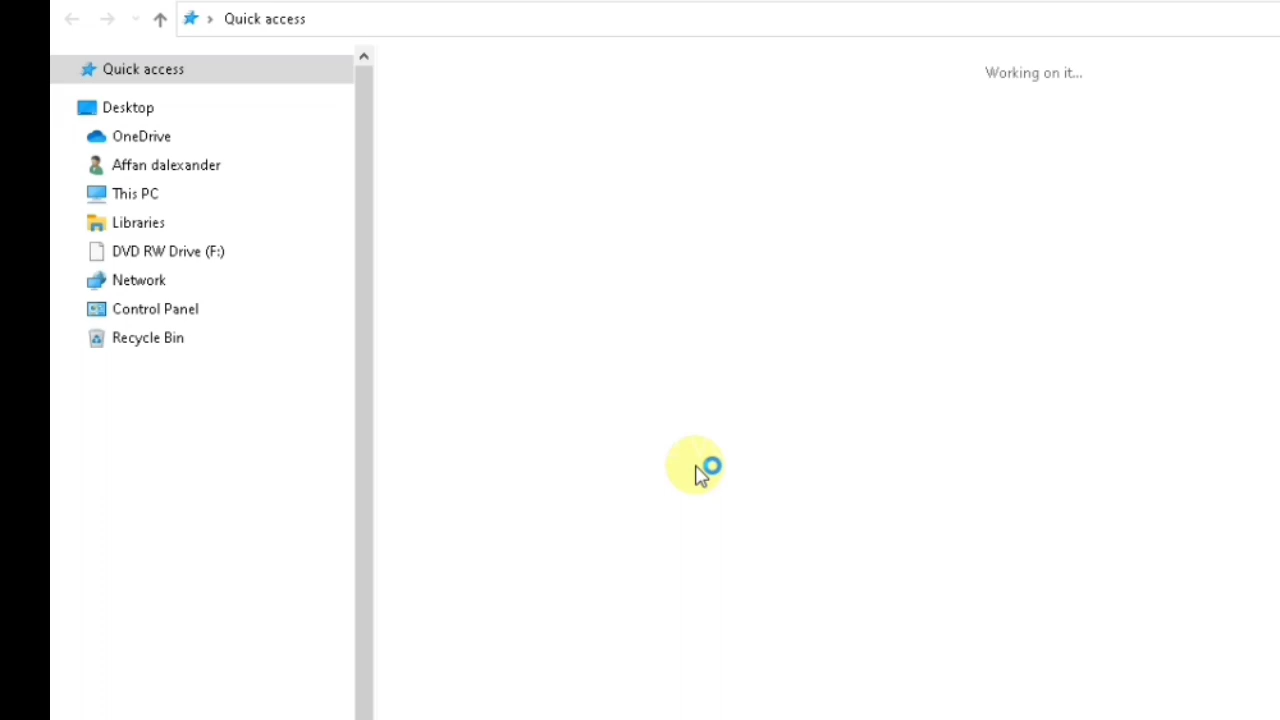 Quick access
Quick access
Working on it...
Desktop
OneDrive
Affan dalexander
This PC
Libraries
DVD RW Drive (F:)
Network
Control Panel
Recycle Bin